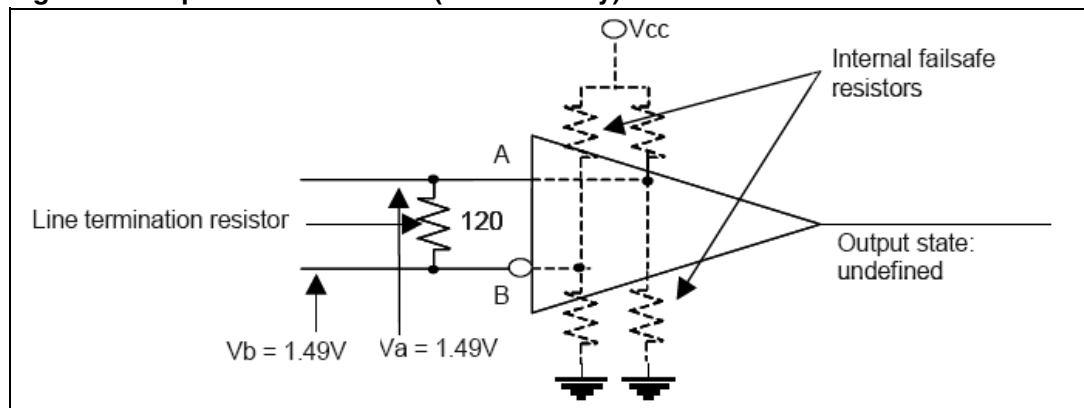 Vcc
Internal failsafe
resistors
A
Line termination resistor
120
Output state:
undefined
B
Vb = 1.49V
Va = 1.49V